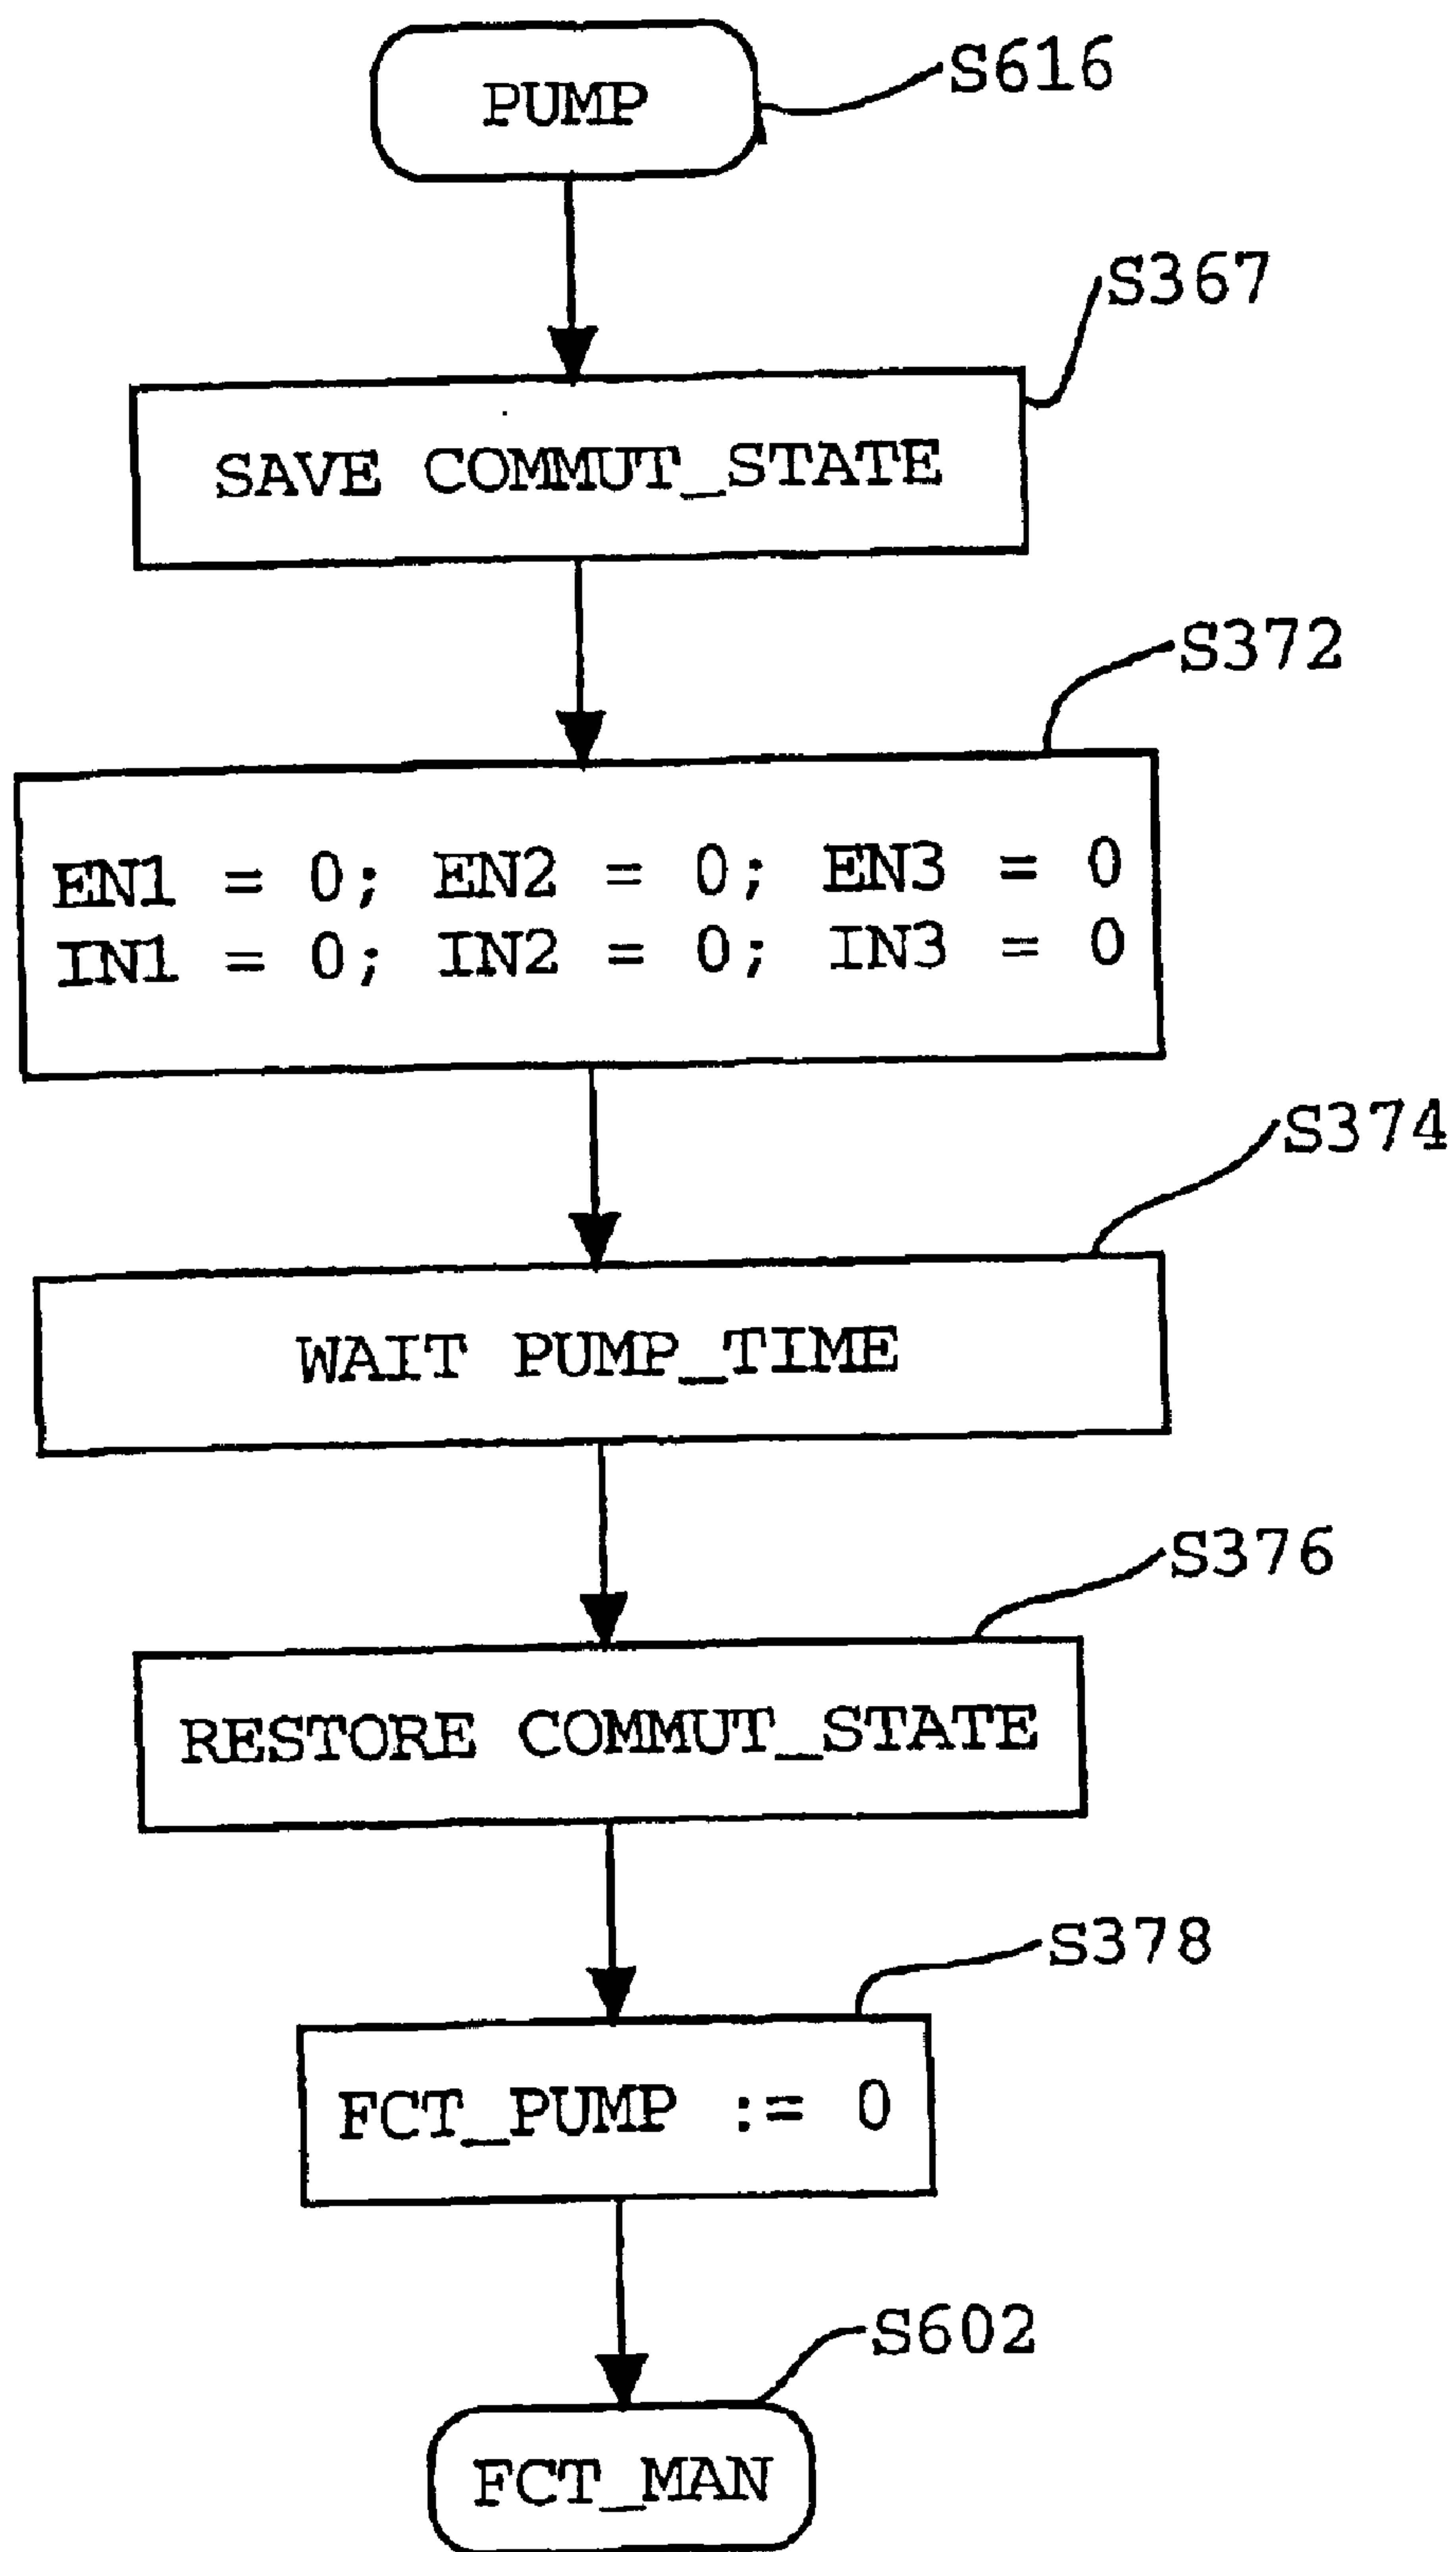 PUMP
S616
S367
SAVE COMMUT_STATE
S372
EN1 = 0; EN2 = 0; EN3 = 0
IN1 = 0; IN2 = 0; IN3 = 0
S374
WAIT PUMP_TIME
S376
RESTORE COMMUT_STATE
S378
FCT_PUMP := 0
S602
FCT_MAN